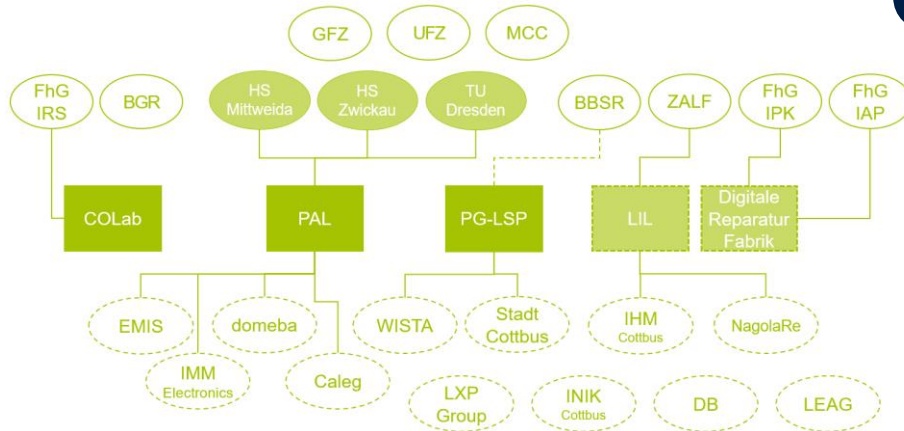 GFZ
UFZ
MCC
FhG
IRS
BGR
HS
Mittweida
HS
Zwickau
TU
Dresden
BBSR
ZALF
FhG
IPK
FhG
IAP
COLab
PAL
PG-LSP
LIL
Digitale
Reparatur
Fabrik
EMIS
domeba
WISTA
Stadt
Cottbus
IHM
Cottbus
NagolaRe
IMM
Electronics
Caleg
LXP
Group
INIK
Cottbus
DB
LEAG